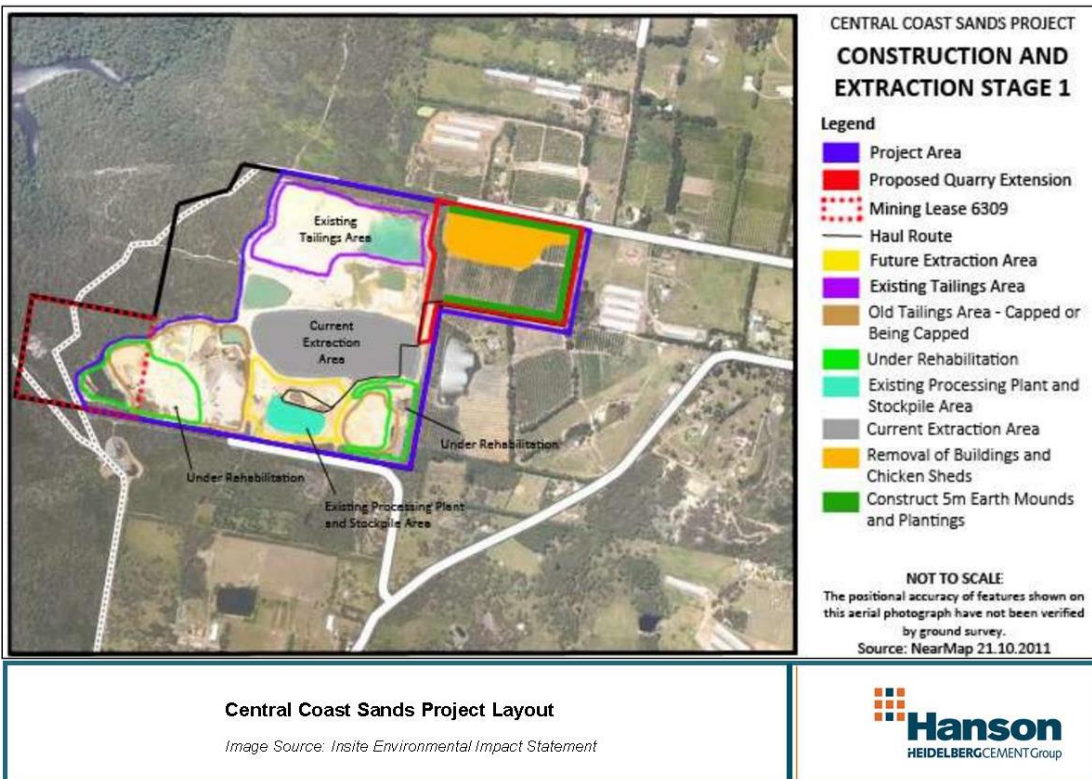 CENTRAL COAST SANDS PROJECT
CONSTRUCTION AND
EXTRACTION STAGE 1
Legend
Project Area
Proposed Quarry Extension
Mining Lease 6309
Haul Route
Future Extraction Area
Existing Tailings Area
Old Tailings Area - Capped or
Being Capped
Under Rehabilitation
Existing Processing Plant and
Stockpile Area
Current Extraction Area
Removal of Buildings and
Chicken Sheds
Construct 5m Earth Mounds
and Plantings
NOT TO SCALE
The positional accuracy of features shown on
this aerial photograph have not been verified
by ground survey.
Source: NearMap 21.10.2011
Existing
Tailings Area
Current
Extraction
Area
Under Rehabilitation
Under Rehabilitation
Existing Processing Plant
and Stockpile Area
Central Coast Sands Project Layout
Image Source: Insite Environmental Impact Statement
Hanson
HEIDELBERGCEMENT Group